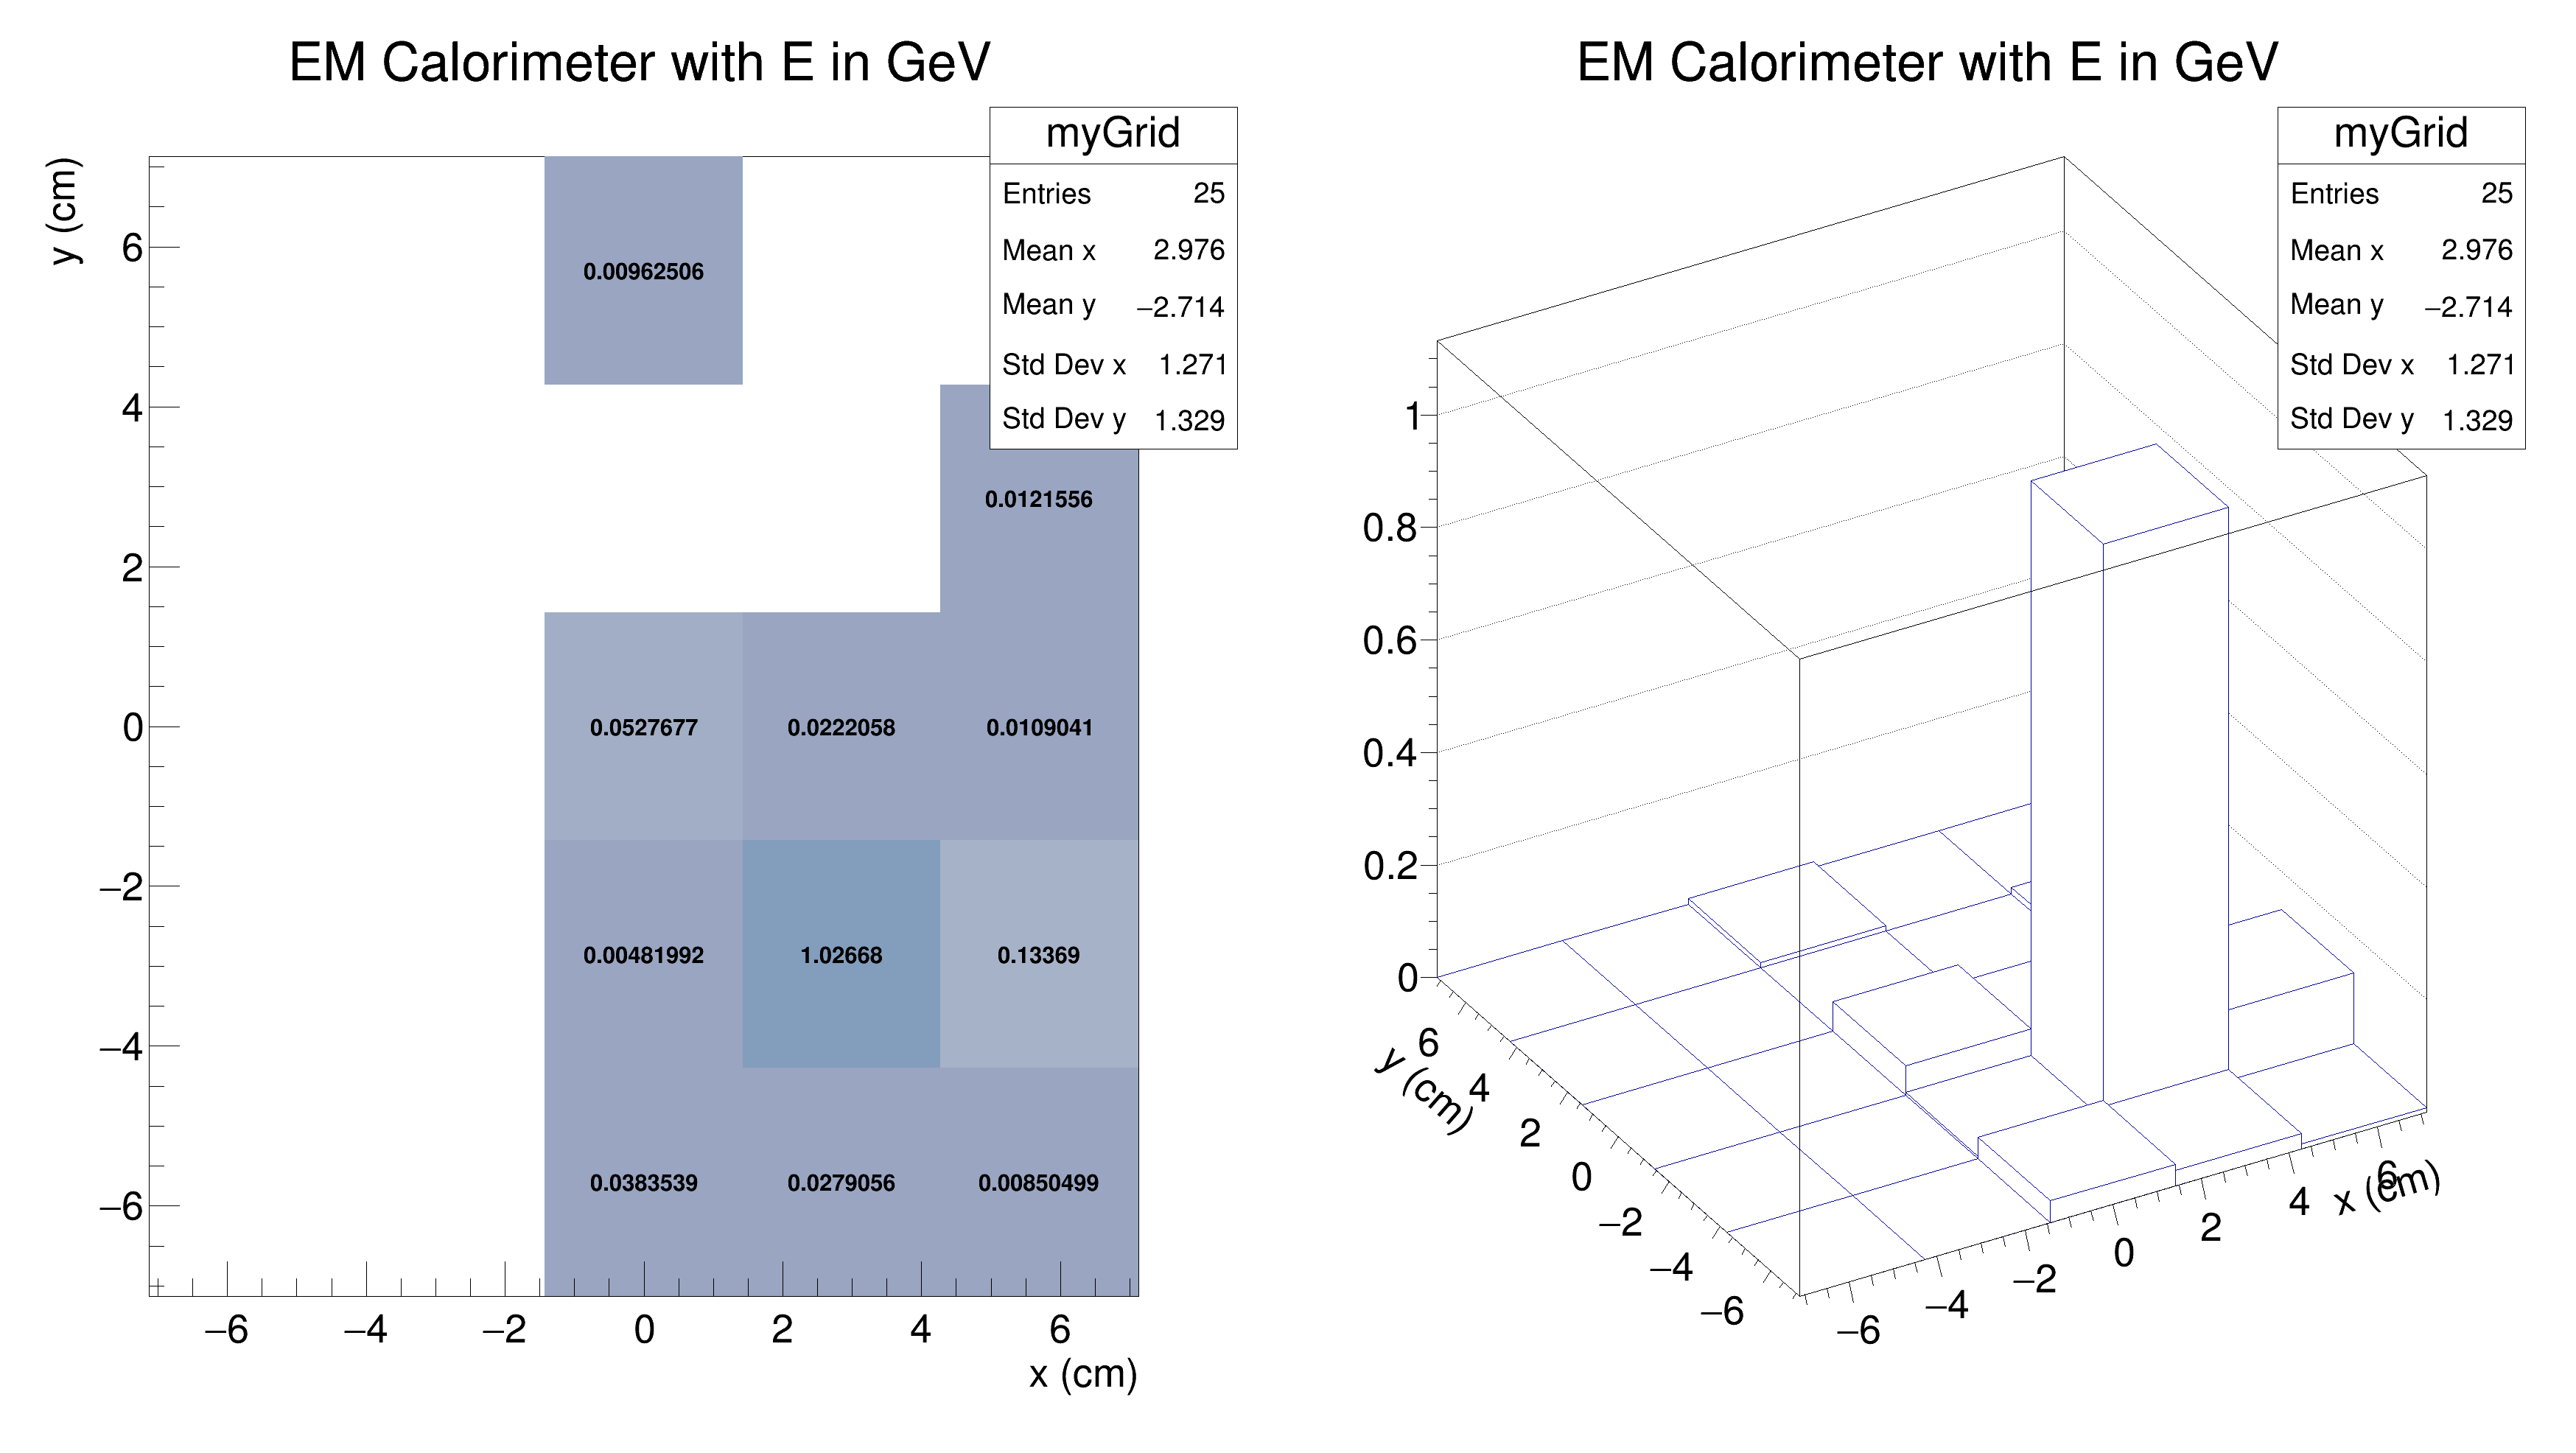 EM Calorimeter with E in GeV
myGrid
Entries 25
Mean x 2.976
Mean y −2.714
Std Dev x 1.271
Std Dev y 1.329
y (cm)
6
4
2
0
−2
−4
−6
0.00962506
0.0121556
0.0527677 0.0222058 0.0109041
0.00481992 1.02668 0.13369
0.0383539 0.0279056 0.00850499
−6 −4 −2 0 2 4 6
x (cm)
EM Calorimeter with E in GeV
myGrid
Entries 25
Mean x 2.976
Mean y −2.714
Std Dev x 1.271
Std Dev y 1.329
1
0.8
0.6
0.4
0.2
0
y (cm)
6
4
2
0
−2
−4
−6
−6
−4
−2
0
2
4
6
x (cm)